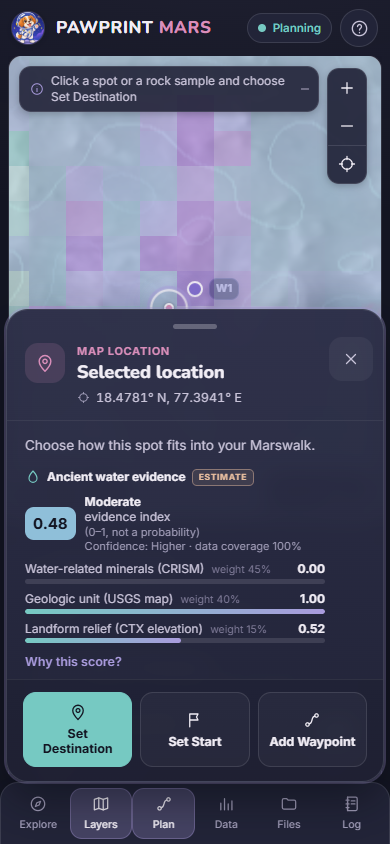 PAWPRINT MARS
Planning
Click a spot or a rock sample and choose
Set Destination
W1
MAP LOCATION
Selected location
18.4781° N, 77.3941° E
Choose how this spot fits into your Marswalk.
Ancient water evidence ESTIMATE
0.48
Moderate
evidence index
(0–1, not a probability)
Confidence: Higher · data coverage 100%
Water-related minerals (CRISM) weight 45% 0.00
Geologic unit (USGS map) weight 40% 1.00
Landform relief (CTX elevation) weight 15% 0.52
Why this score?
Set
Destination
Set Start
Add Waypoint
Explore
Layers
Plan
Data
Files
Log